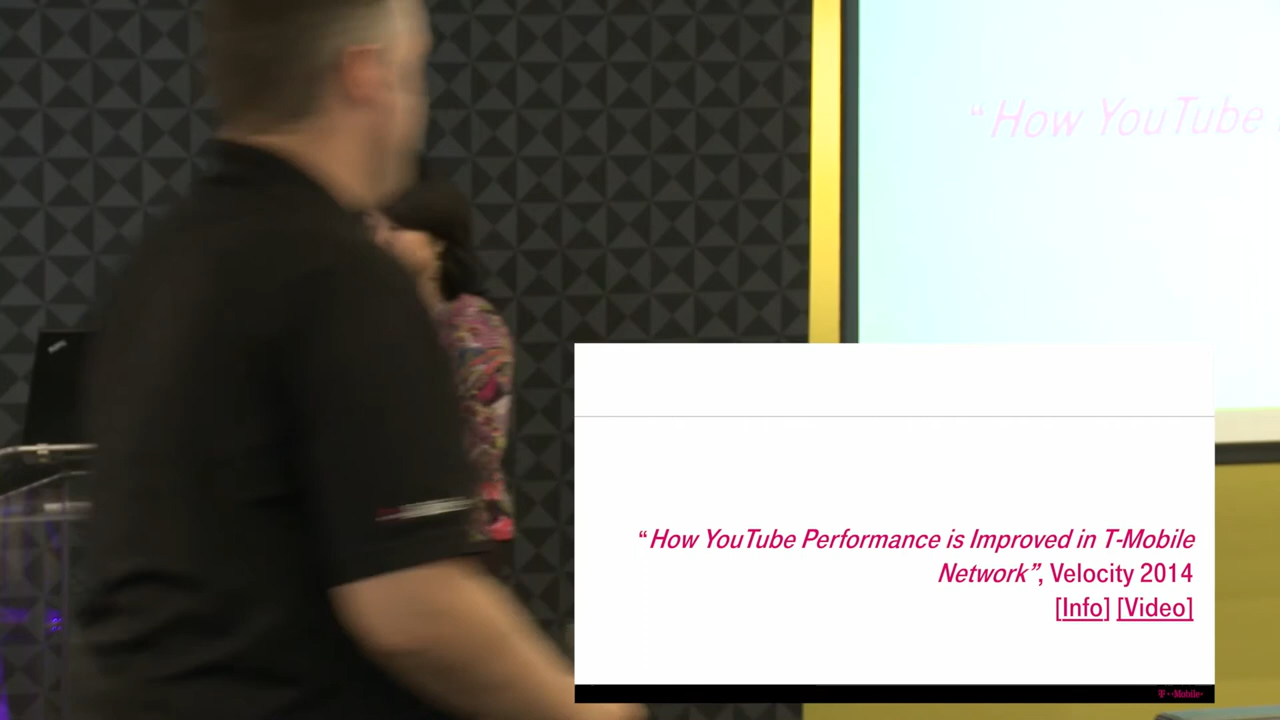 “How YouTube
“How YouTube Performance is Improved in T-Mobile
Network”, Velocity 2014
[Info] [Video]
T··Mobile·